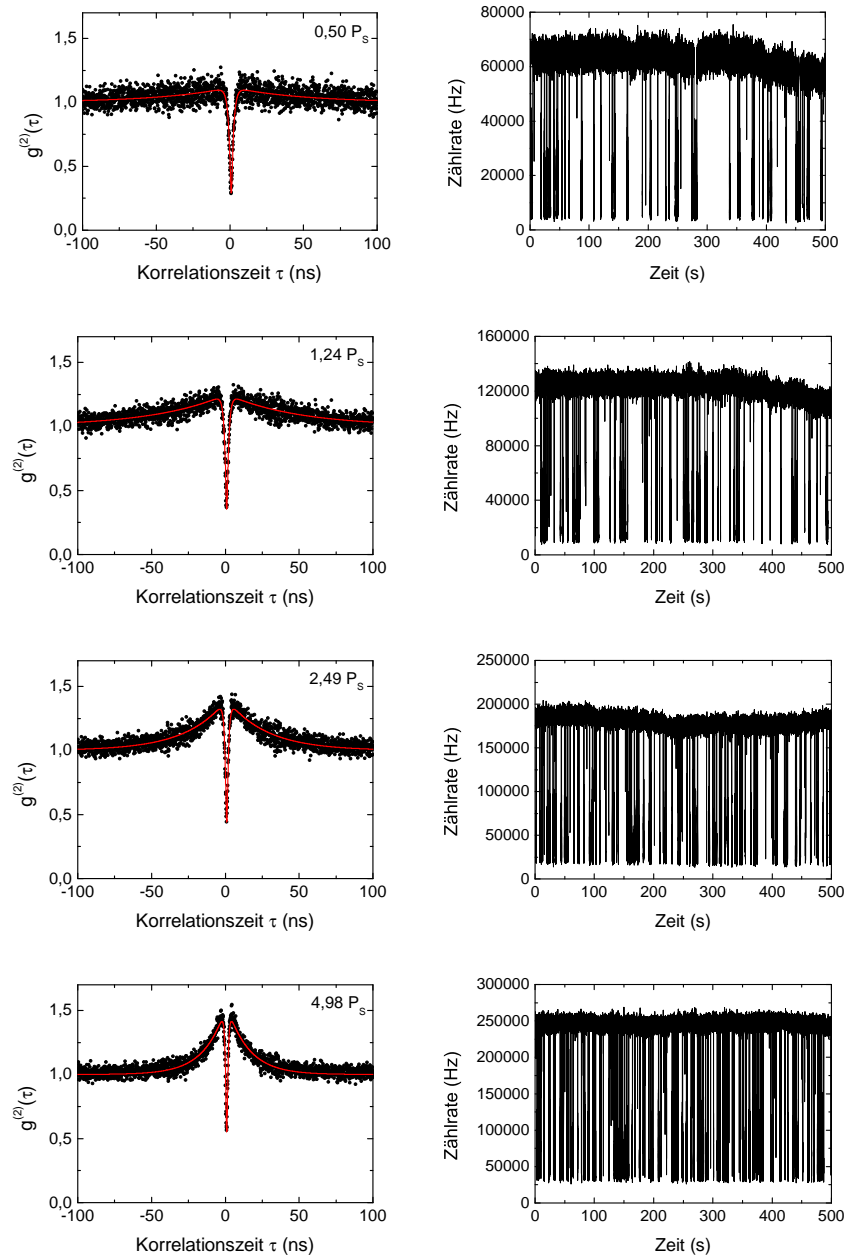 0,50 P_S
1,5
1,0
0,5
0,0
g^(2)(τ)
-100 -50 0 50 100
Korrelationszeit τ (ns)
80000
60000
40000
20000
0
Zählrate (Hz)
0 100 200 300 400 500
Zeit (s)
1,24 P_S
1,5
1,0
0,5
0,0
g^(2)(τ)
-100 -50 0 50 100
Korrelationszeit τ (ns)
160000
120000
80000
40000
0
Zählrate (Hz)
0 100 200 300 400 500
Zeit (s)
2,49 P_S
1,5
1,0
0,5
0,0
g^(2)(τ)
-100 -50 0 50 100
Korrelationszeit τ (ns)
250000
200000
150000
100000
50000
0
Zählrate (Hz)
0 100 200 300 400 500
Zeit (s)
4,98 P_S
1,5
1,0
0,5
0,0
g^(2)(τ)
-100 -50 0 50 100
Korrelationszeit τ (ns)
300000
250000
200000
150000
100000
50000
0
Zählrate (Hz)
0 100 200 300 400 500
Zeit (s)